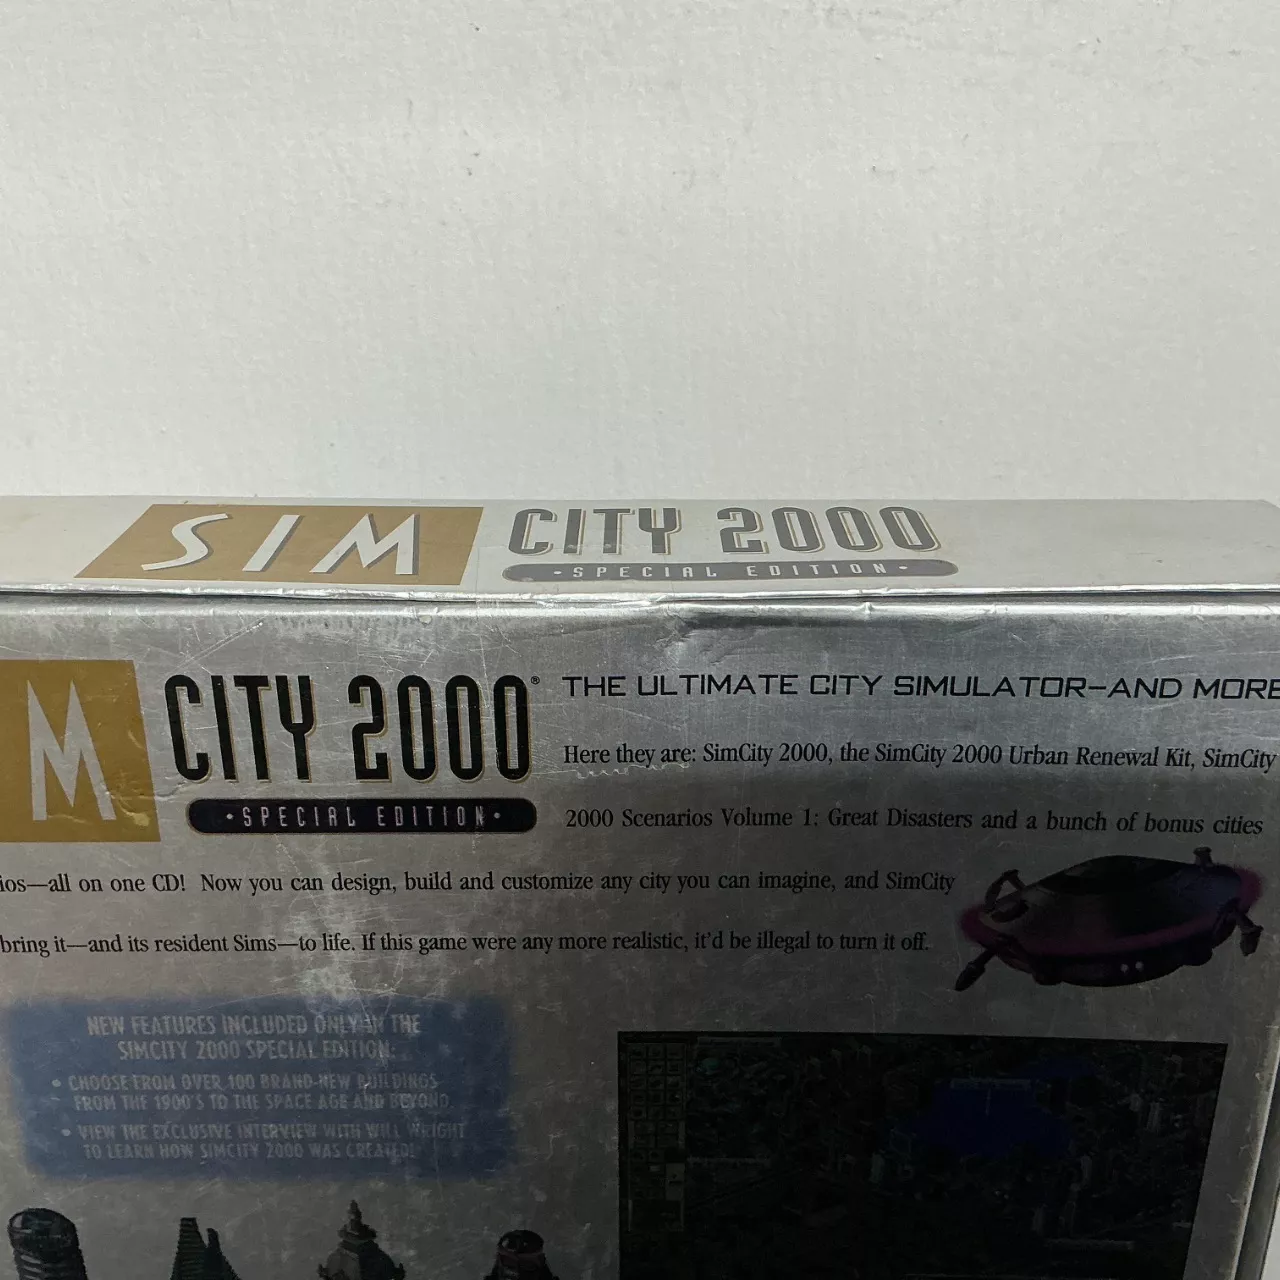 SIM CITY 2000
·SPECIAL EDITION·
M CITY 2000®
·SPECIAL EDITION·
THE ULTIMATE CITY SIMULATOR–AND MORE
Here they are: SimCity 2000, the SimCity 2000 Urban Renewal Kit, SimCity
2000 Scenarios Volume 1: Great Disasters and a bunch of bonus cities
ios—all on one CD! Now you can design, build and customize any city you can imagine, and SimCity
bring it—and its resident Sims—to life. If this game were any more realistic, it'd be illegal to turn it off.
NEW FEATURES INCLUDED ONLY IN THE
SIMCITY 2000 SPECIAL EDITION:
• CHOOSE FROM OVER 100 BRAND-NEW BUILDINGS
FROM THE 1900'S TO THE SPACE AGE AND BEYOND.
• VIEW THE EXCLUSIVE INTERVIEW WITH WILL WRIGHT
TO LEARN HOW SIMCITY 2000 WAS CREATED!